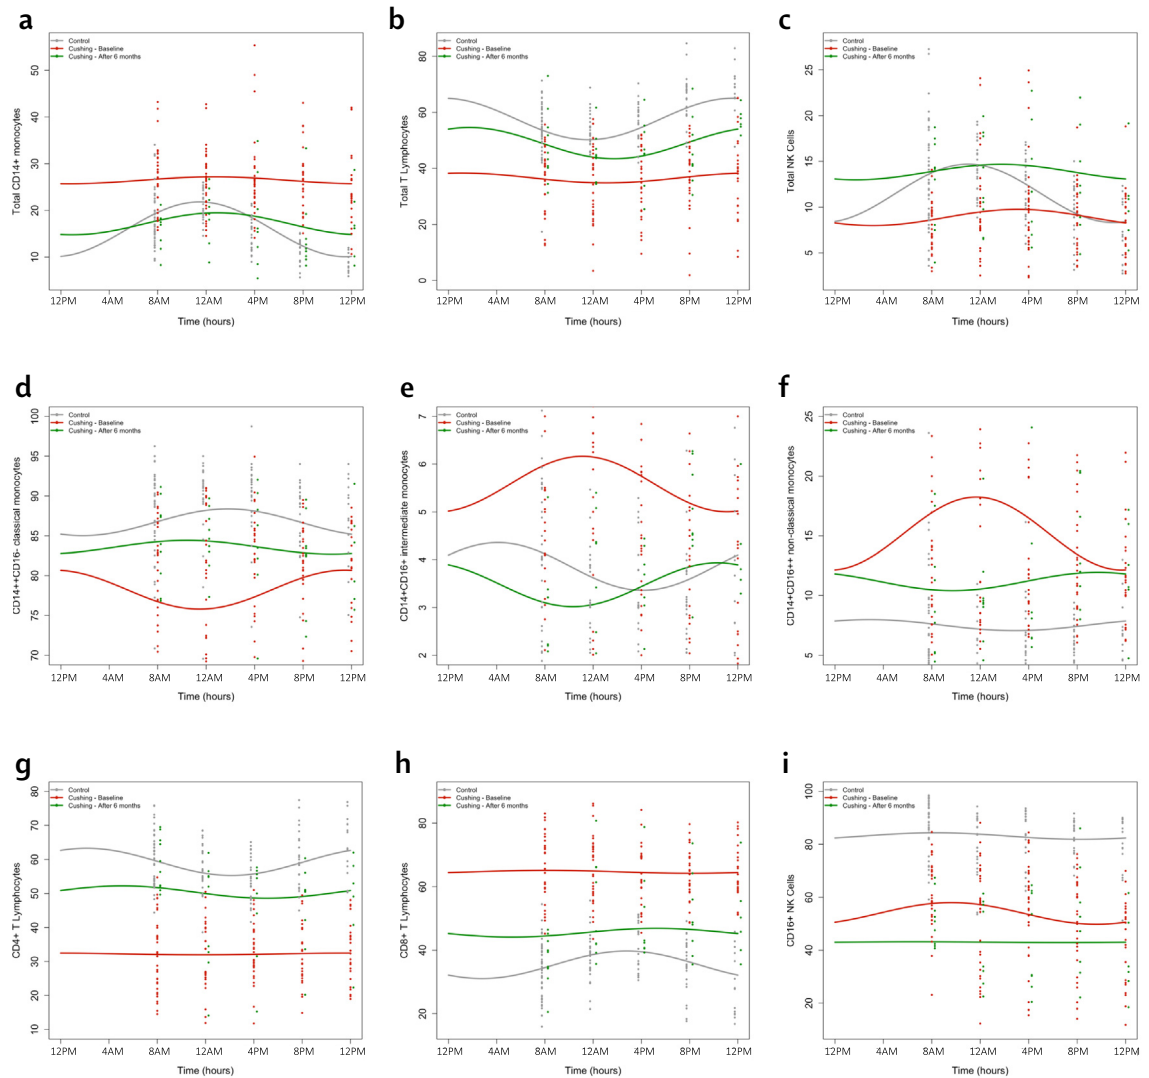 a
Control
Cushing - Baseline
Cushing - After 6 months
Total CD14+ monocytes
50
40
30
20
10
12PM 4AM 8AM 12AM 4PM 8PM 12PM
Time (hours)
b
Control
Cushing - Baseline
Cushing - After 6 months
Total T Lymphocytes
80
60
40
20
0
12PM 4AM 8AM 12AM 4PM 8PM 12PM
Time (hours)
c
Control
Cushing - Baseline
Cushing - After 6 months
Total NK Cells
25
20
15
10
5
12PM 4AM 8AM 12AM 4PM 8PM 12PM
Time (hours)
d
Control
Cushing - Baseline
Cushing - After 6 months
CD14++CD16- classical monocytes
100
95
90
85
80
75
70
12PM 4AM 8AM 12AM 4PM 8PM 12PM
Time (hours)
e
Control
Cushing - Baseline
Cushing - After 6 months
CD14+CD16+ intermediate monocytes
7
6
5
4
3
2
12PM 4AM 8AM 12AM 4PM 8PM 12PM
Time (hours)
f
Control
Cushing - Baseline
Cushing - After 6 months
CD14+CD16++ non-classical monocytes
25
20
15
10
5
12PM 4AM 8AM 12AM 4PM 8PM 12PM
Time (hours)
g
Control
Cushing - Baseline
Cushing - After 6 months
CD4+ T Lymphocytes
80
70
60
50
40
30
20
10
12PM 4AM 8AM 12AM 4PM 8PM 12PM
Time (hours)
h
Control
Cushing - Baseline
Cushing - After 6 months
CD8+ T Lymphocytes
80
60
40
20
12PM 4AM 8AM 12AM 4PM 8PM 12PM
Time (hours)
i
Control
Cushing - Baseline
Cushing - After 6 months
CD16+ NK Cells
100
80
60
40
20
12PM 4AM 8AM 12AM 4PM 8PM 12PM
Time (hours)